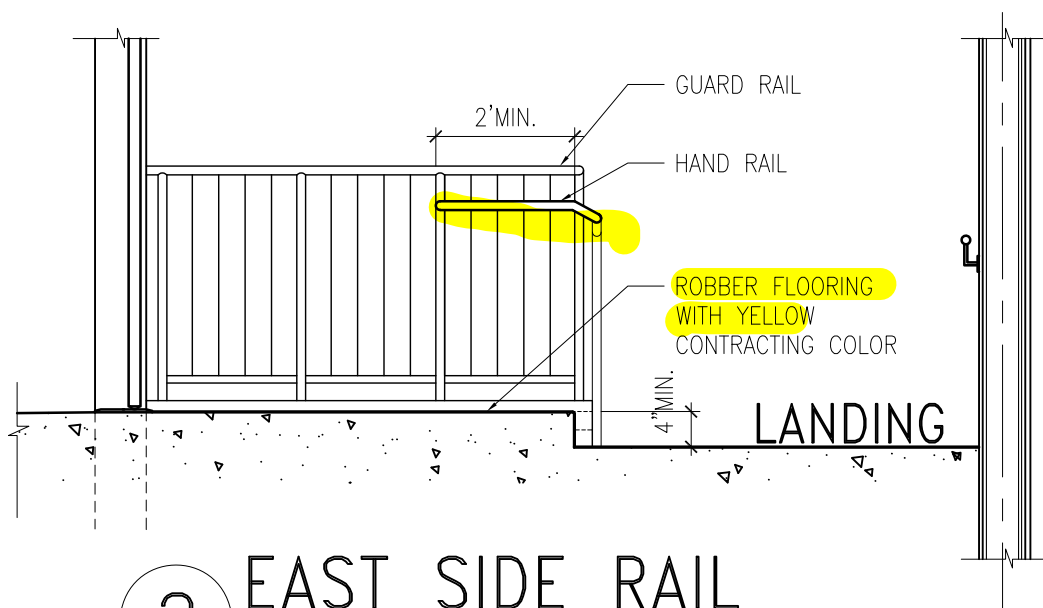 GUARD RAIL
2'MIN.
HAND RAIL
ROBBER FLOORING
WITH YELLOW
CONTRACTING COLOR
4"MIN.
LANDING
EAST SIDE RAIL